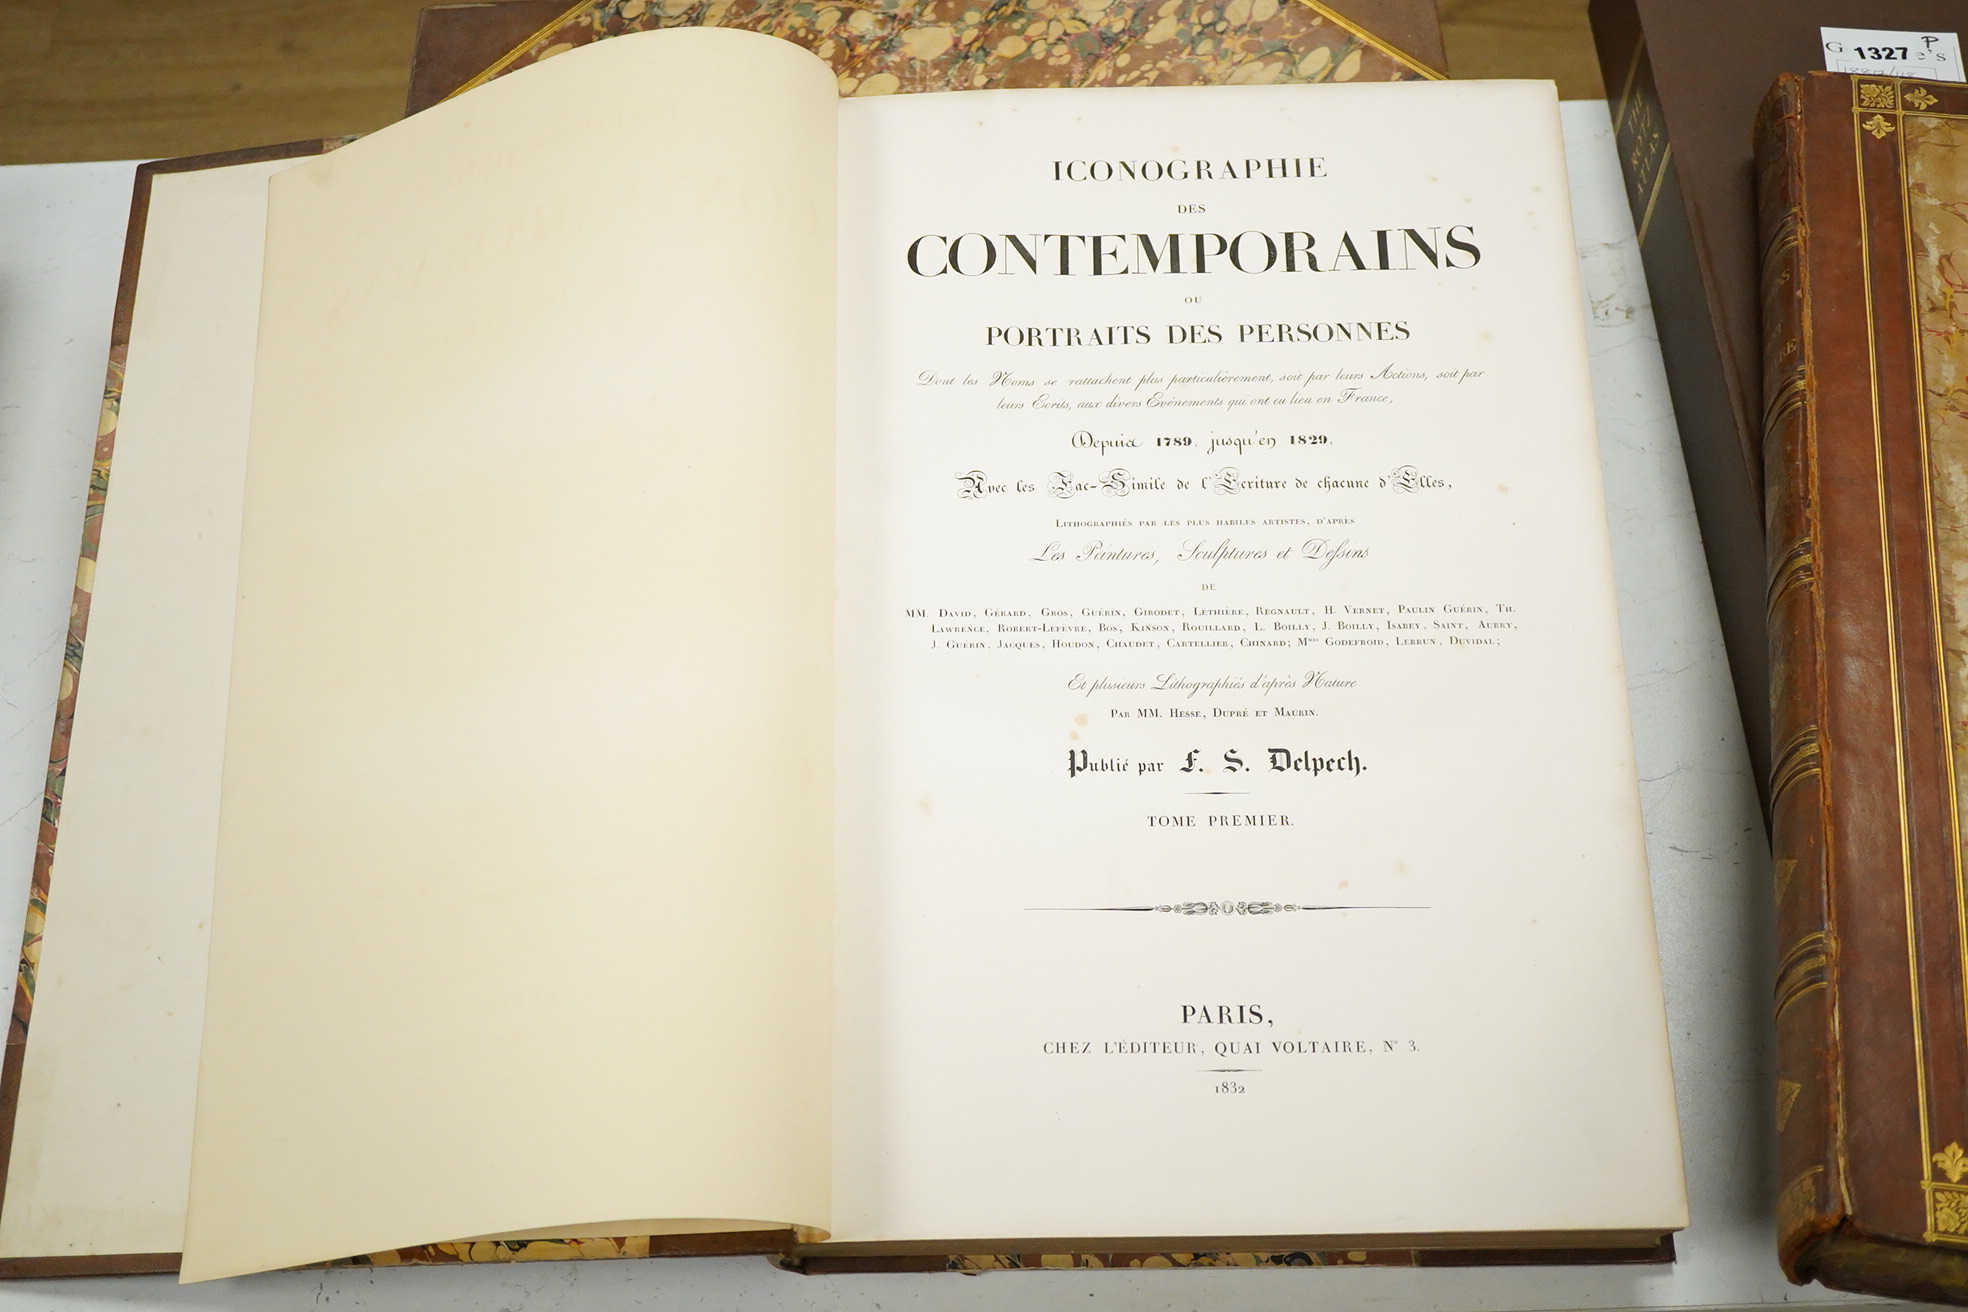 ICONOGRAPHIE
DES
CONTEMPORAINS
OU
PORTRAITS DES PERSONNES
Dont les Noms se rattachent plus particulièrement, soit par leurs Actions, soit par
leurs Ecrits, aux divers Evénements qui ont eu lieu en France,
Depuis 1789, jusqu'en 1829,
Avec les Fac-Simile de l'Ecriture de chacune d'Elles,
LITHOGRAPHIÉS PAR LES PLUS HABILES ARTISTES, D'APRÈS
Les Peintures, Sculptures et Dessins
DE
MM. DAVID, GÉRARD, GROS, GUÉRIN, GIRODET, LETHIÈRE, REGNAULT, H. VERNET, PAULIN GUÉRIN, TH.
LAWRENCE, ROBERT-LEFÈVRE, BOS, KINSON, ROUILLARD, L. BOILLY, J. BOILLY, ISABEY, SAINT, AUBRY,
J. GUÉRIN, JACQUES, HOUDON, CHAUDET, CARTELLIER, CHINARD; Mmes GODEFROID, LEBRUN, DUVIDAL;
Et plusieurs Lithographiés d'après Nature
PAR MM. HESSE, DUPRÉ ET MAURIN.
Publié par F. S. Delpech.
TOME PREMIER.
PARIS,
CHEZ L'ÉDITEUR, QUAI VOLTAIRE, No 3.
1832
G 1327 e's
P
ATLAS